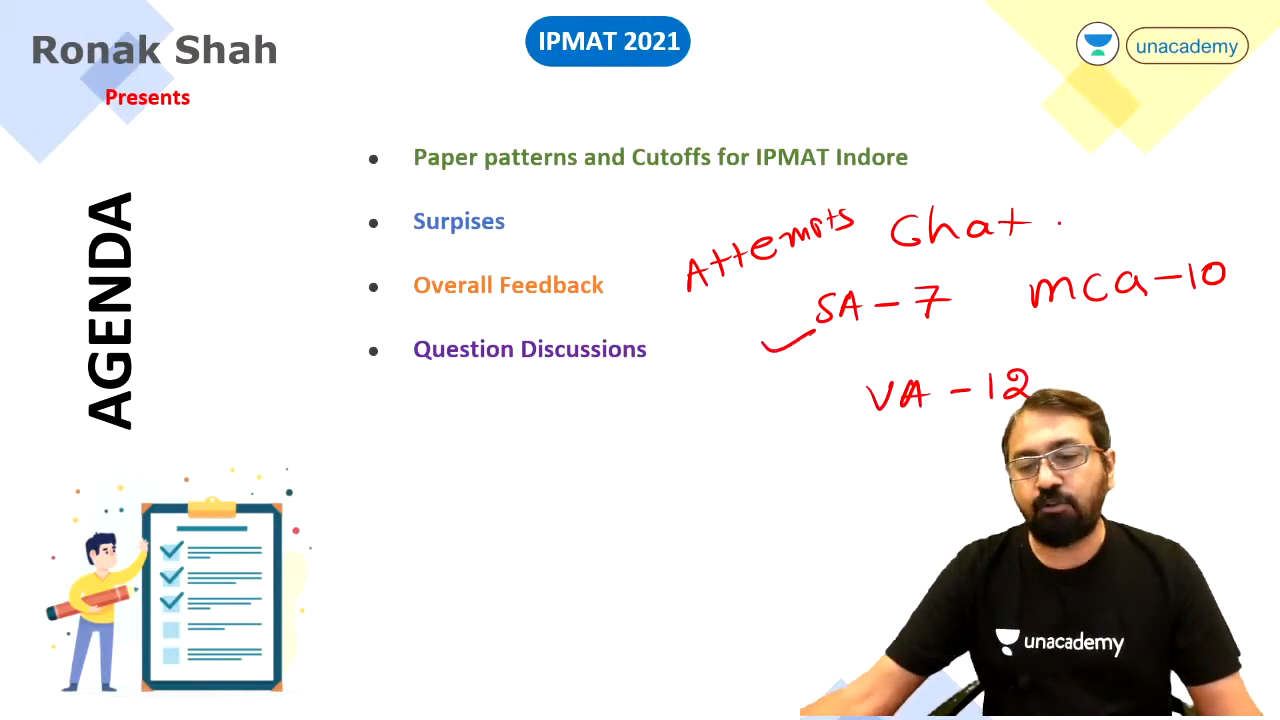 Ronak Shah
Presents
IPMAT 2021
unacademy
AGENDA
• Paper patterns and Cutoffs for IPMAT Indore
• Surpises
• Overall Feedback
• Question Discussions
Attempts Chat .
SA - 7 MCQ - 10
VA - 12
unacademy